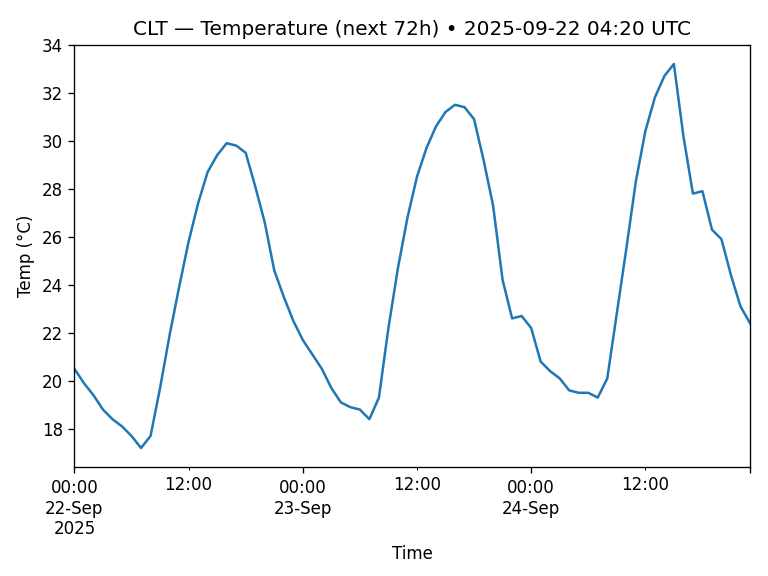 CLT — Temperature (next 72h) • 2025-09-22 04:20 UTC
34
32
30
28
26
24
22
20
18
Temp (°C)
00:00 12:00 00:00 12:00 00:00 12:00
22-Sep 23-Sep 24-Sep
2025
Time